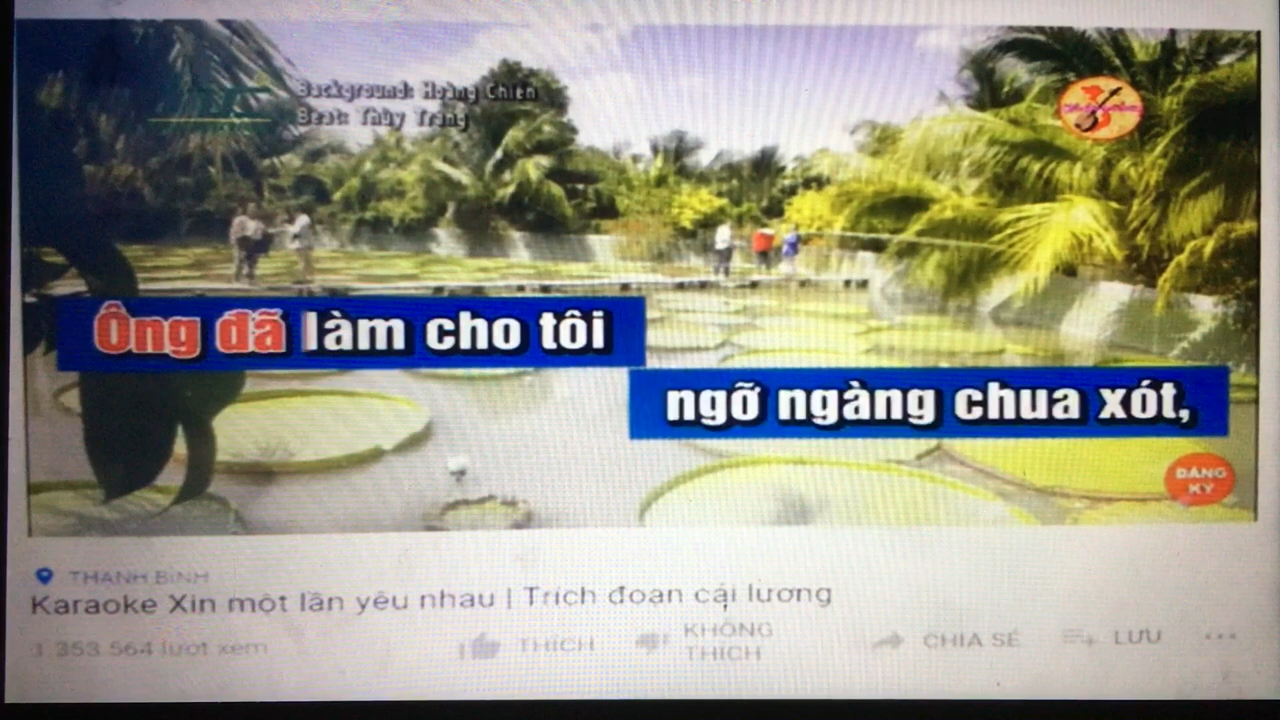 Background: Hoàng Chiến
Beat: Thùy Trang
Ông đã làm cho tôi
ngỡ ngàng chua xót,
ĐĂNG
KÝ
THANH BÌNH
Karaoke Xin một lần yêu nhau | Trích đoạn cải lương
1 353 564 lượt xem
THÍCH
KHÔNG
THÍCH
CHIA SẺ
LƯU